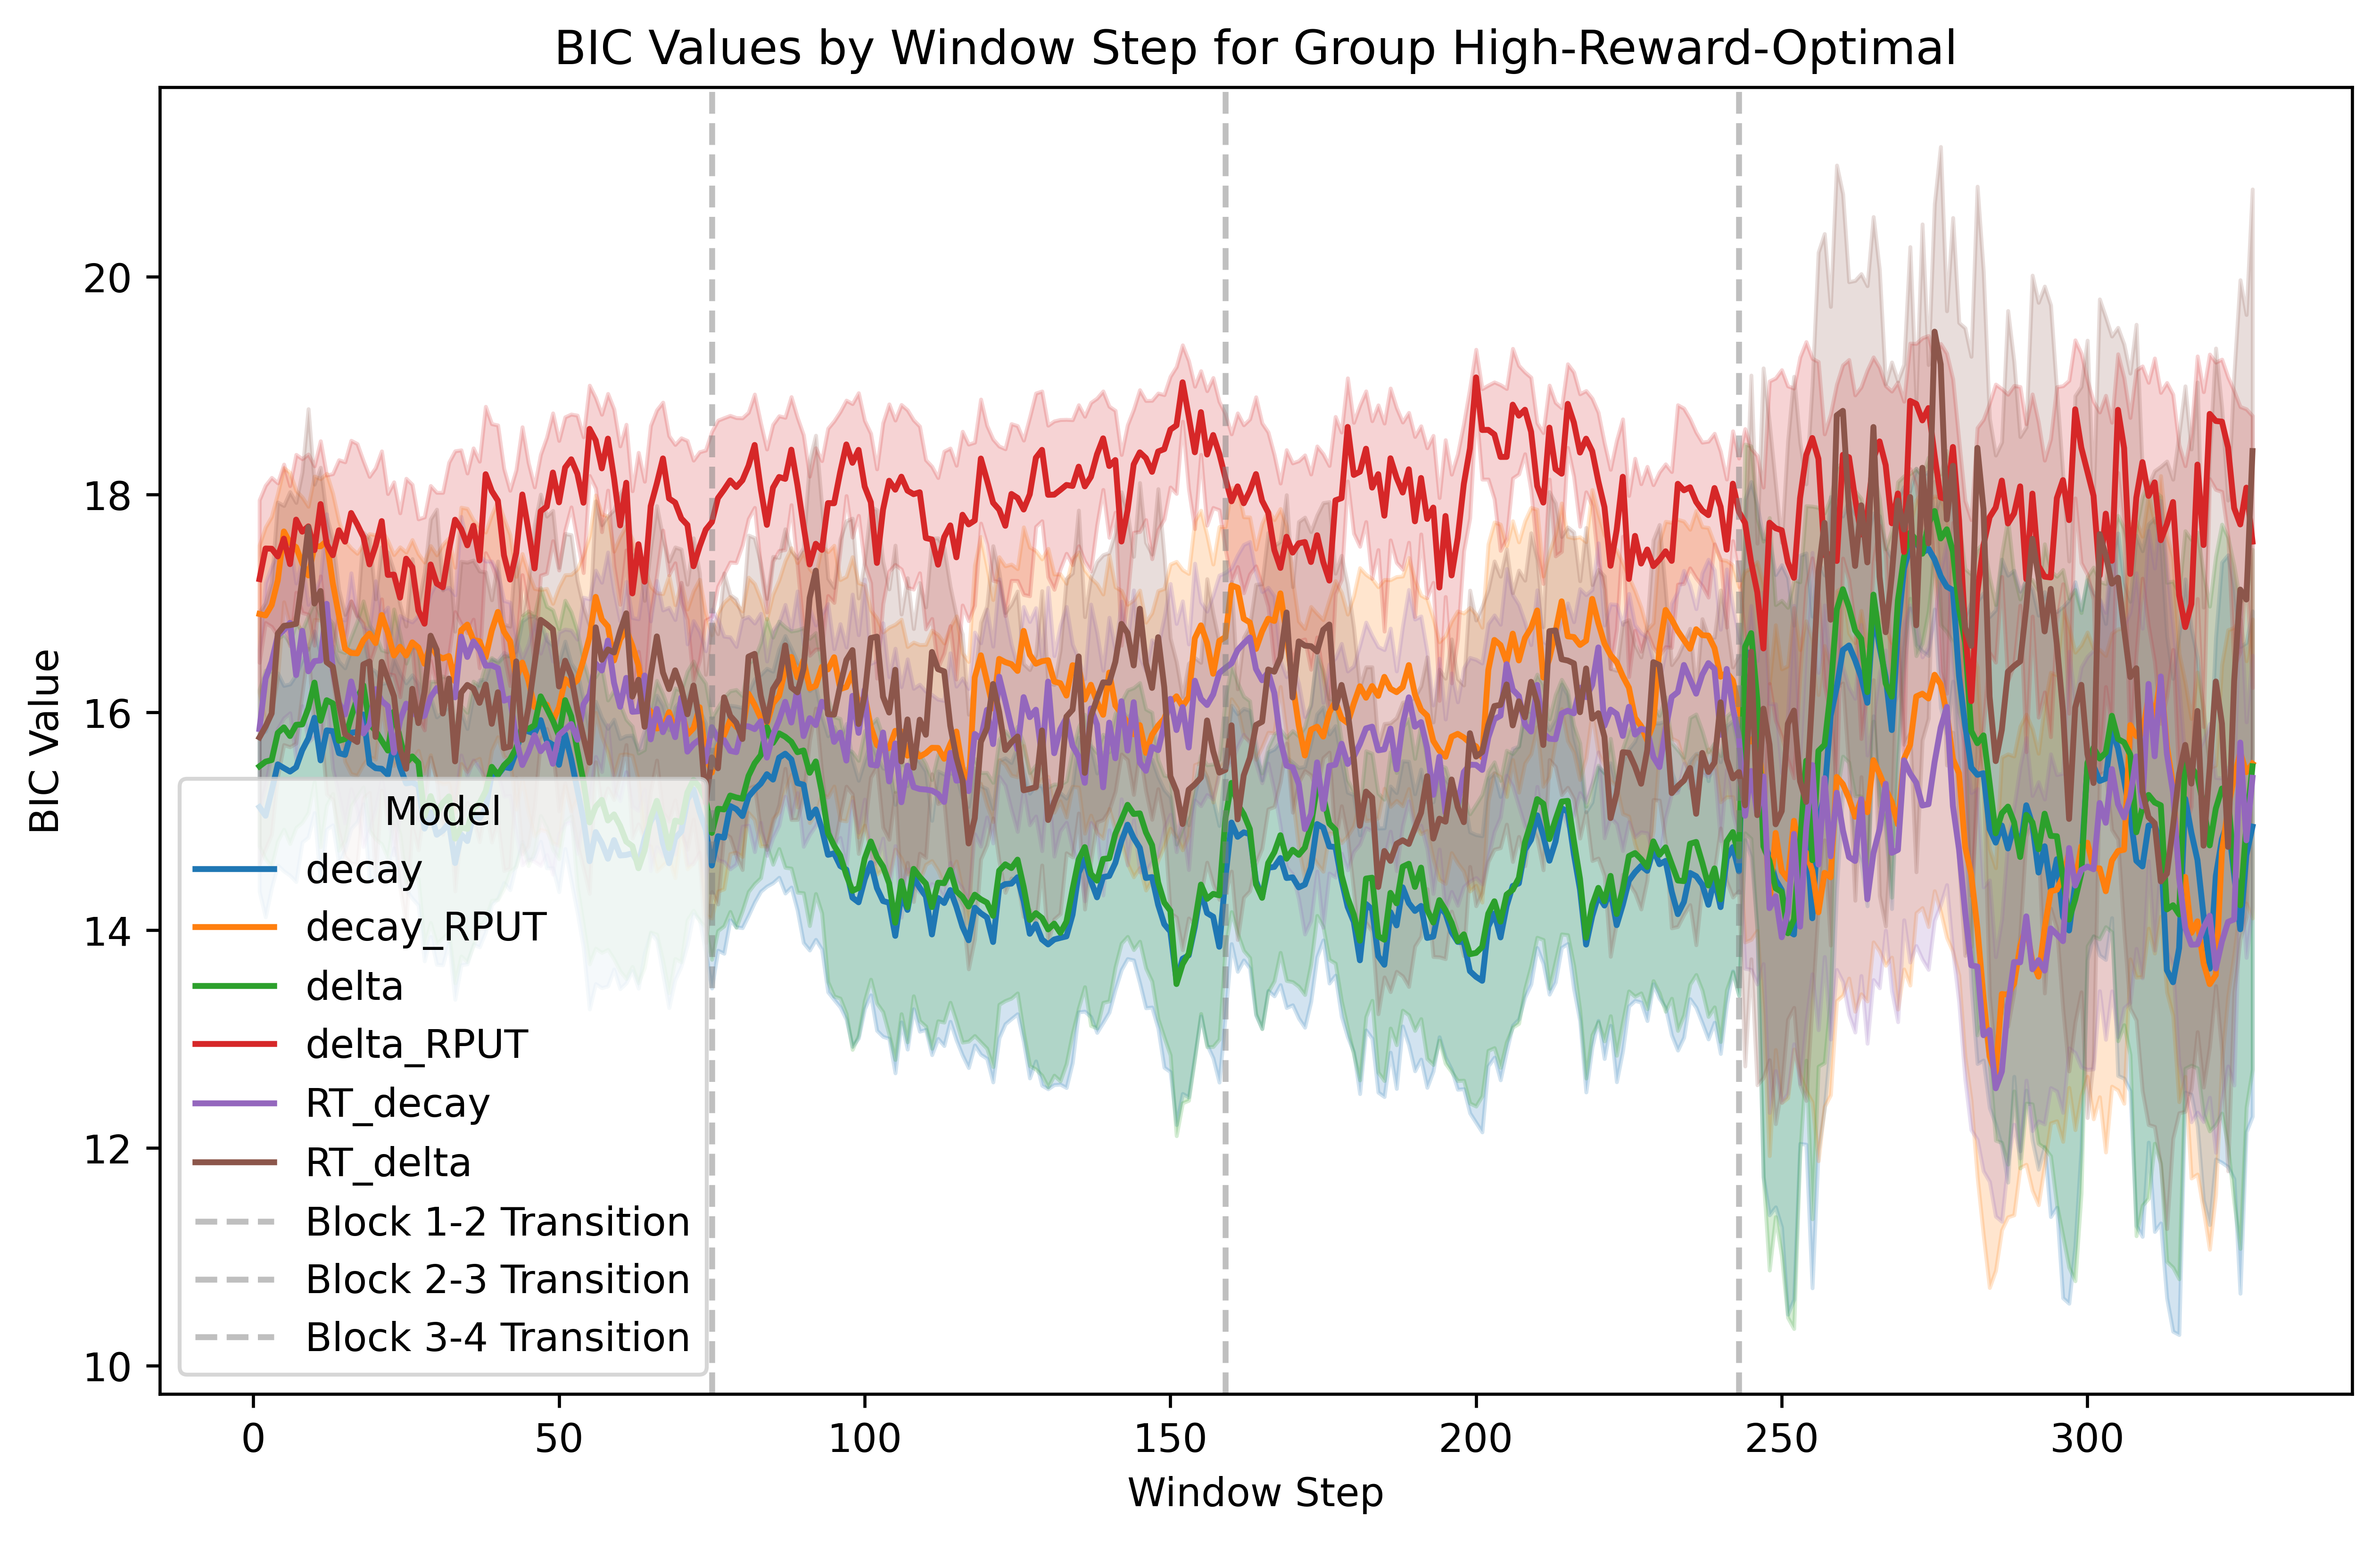 BIC Values by Window Step for Group High-Reward-Optimal
BIC Value
20
18
16
14
12
10
Model
decay
decay_RPUT
delta
delta_RPUT
RT_decay
RT_delta
Block 1-2 Transition
Block 2-3 Transition
Block 3-4 Transition
0 50 100 150 200 250 300
Window Step